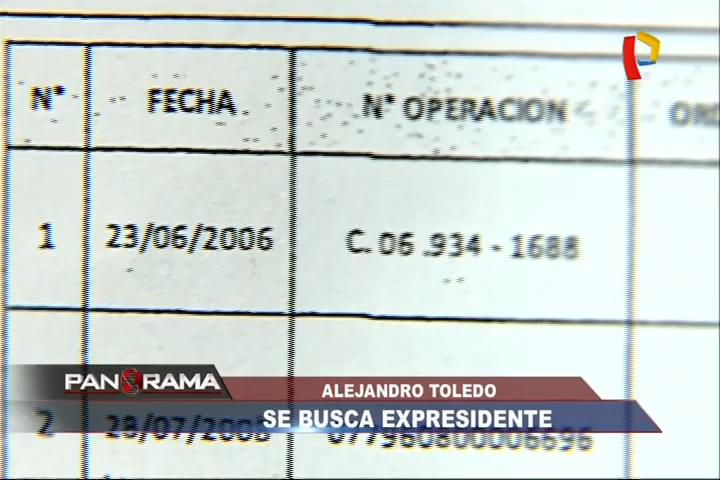 N° FECHA N° OPERACION
1 23/06/2006 C. 06 .934 - 1688
PANORAMA
ALEJANDRO TOLEDO
SE BUSCA EXPRESIDENTE
2